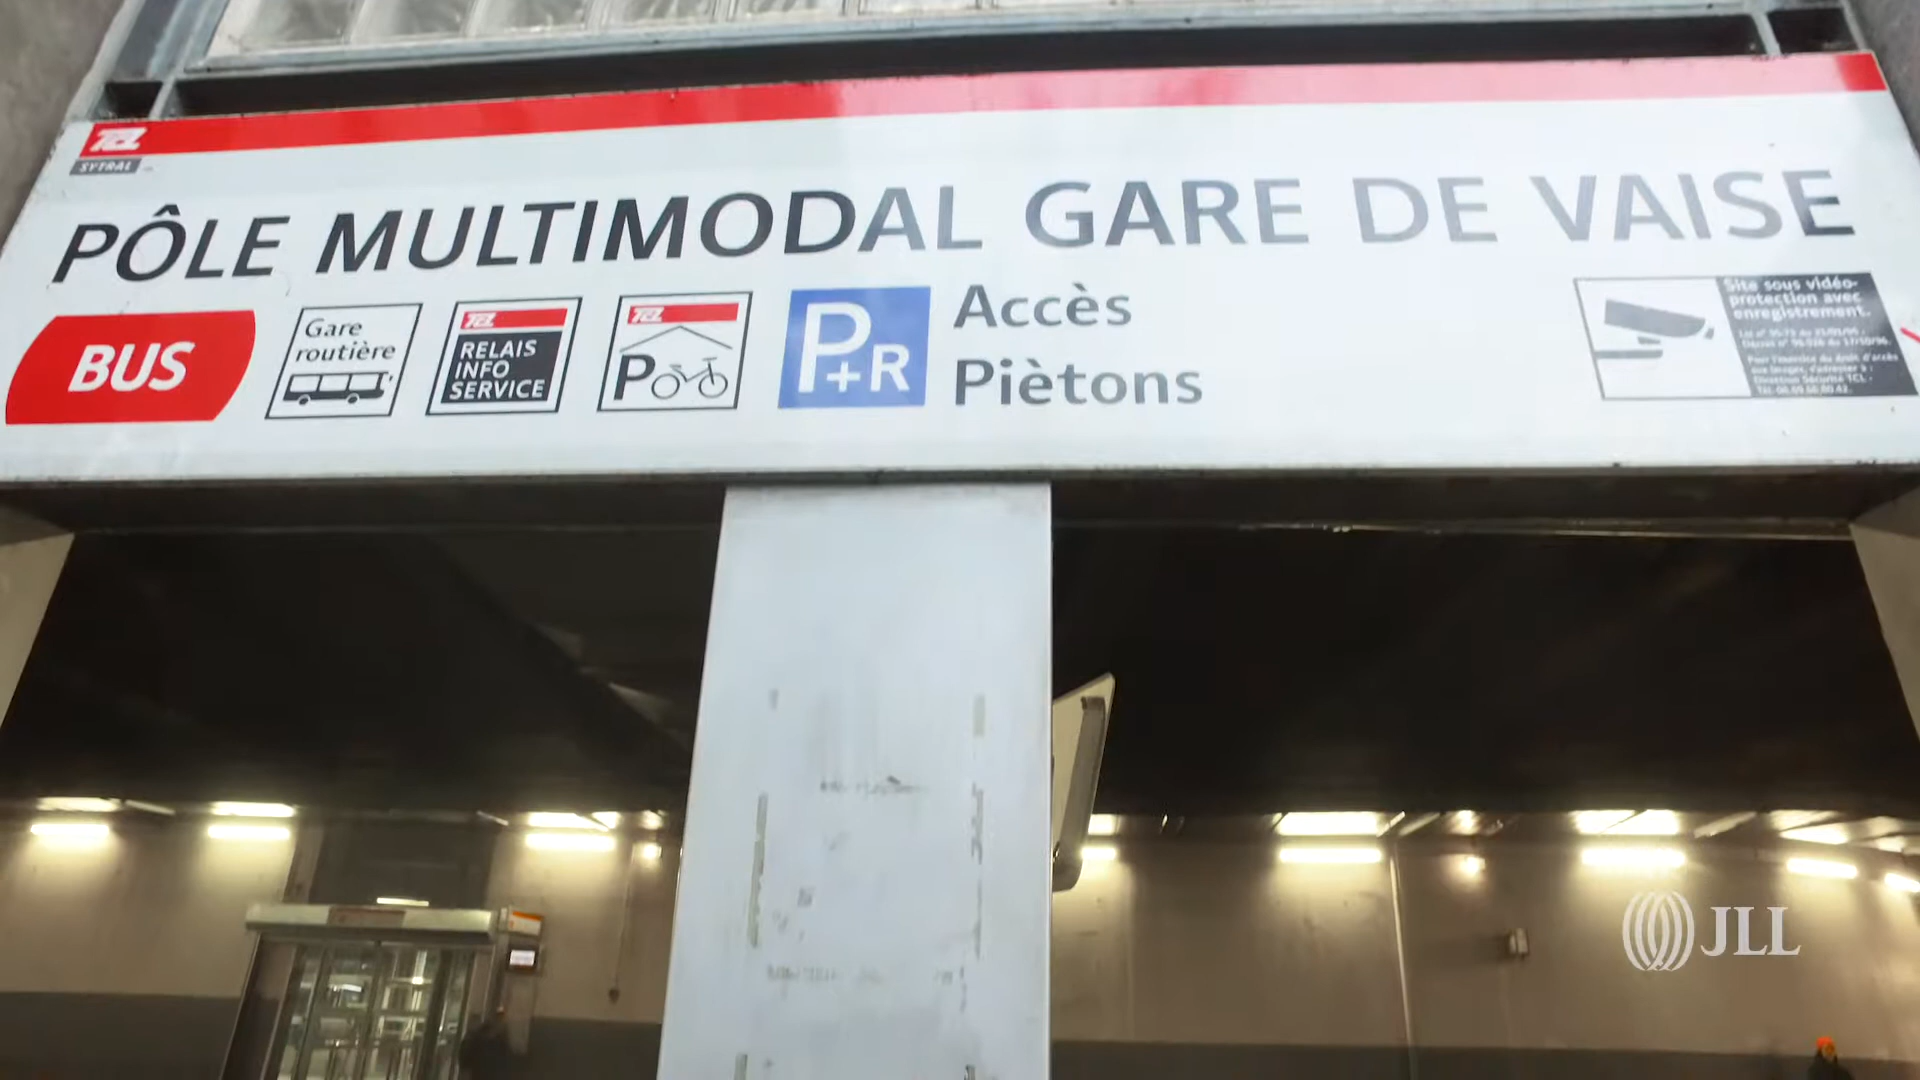 TCL
SYTRAL
PÔLE MULTIMODAL GARE DE VAISE
BUS
Gare
routière
TCL
RELAIS
INFO
SERVICE
TCL
P
P+R
Accès
Piètons
Site sous vidéo-
protection avec
enregistrement.
JLL